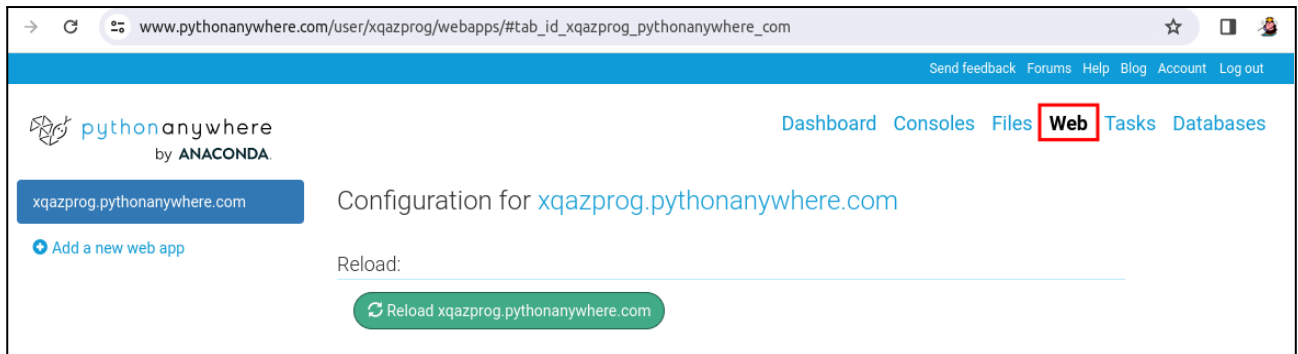 www.pythonanywhere.com/user/xqazprog/webapps/#tab_id_xqazprog_pythonanywhere_com
Send feedback Forums Help Blog Account Log out
pythonanywhere
by ANACONDA.
Dashboard Consoles Files Web Tasks Databases
xqazprog.pythonanywhere.com
Add a new web app
Configuration for xqazprog.pythonanywhere.com
Reload:
Reload xqazprog.pythonanywhere.com